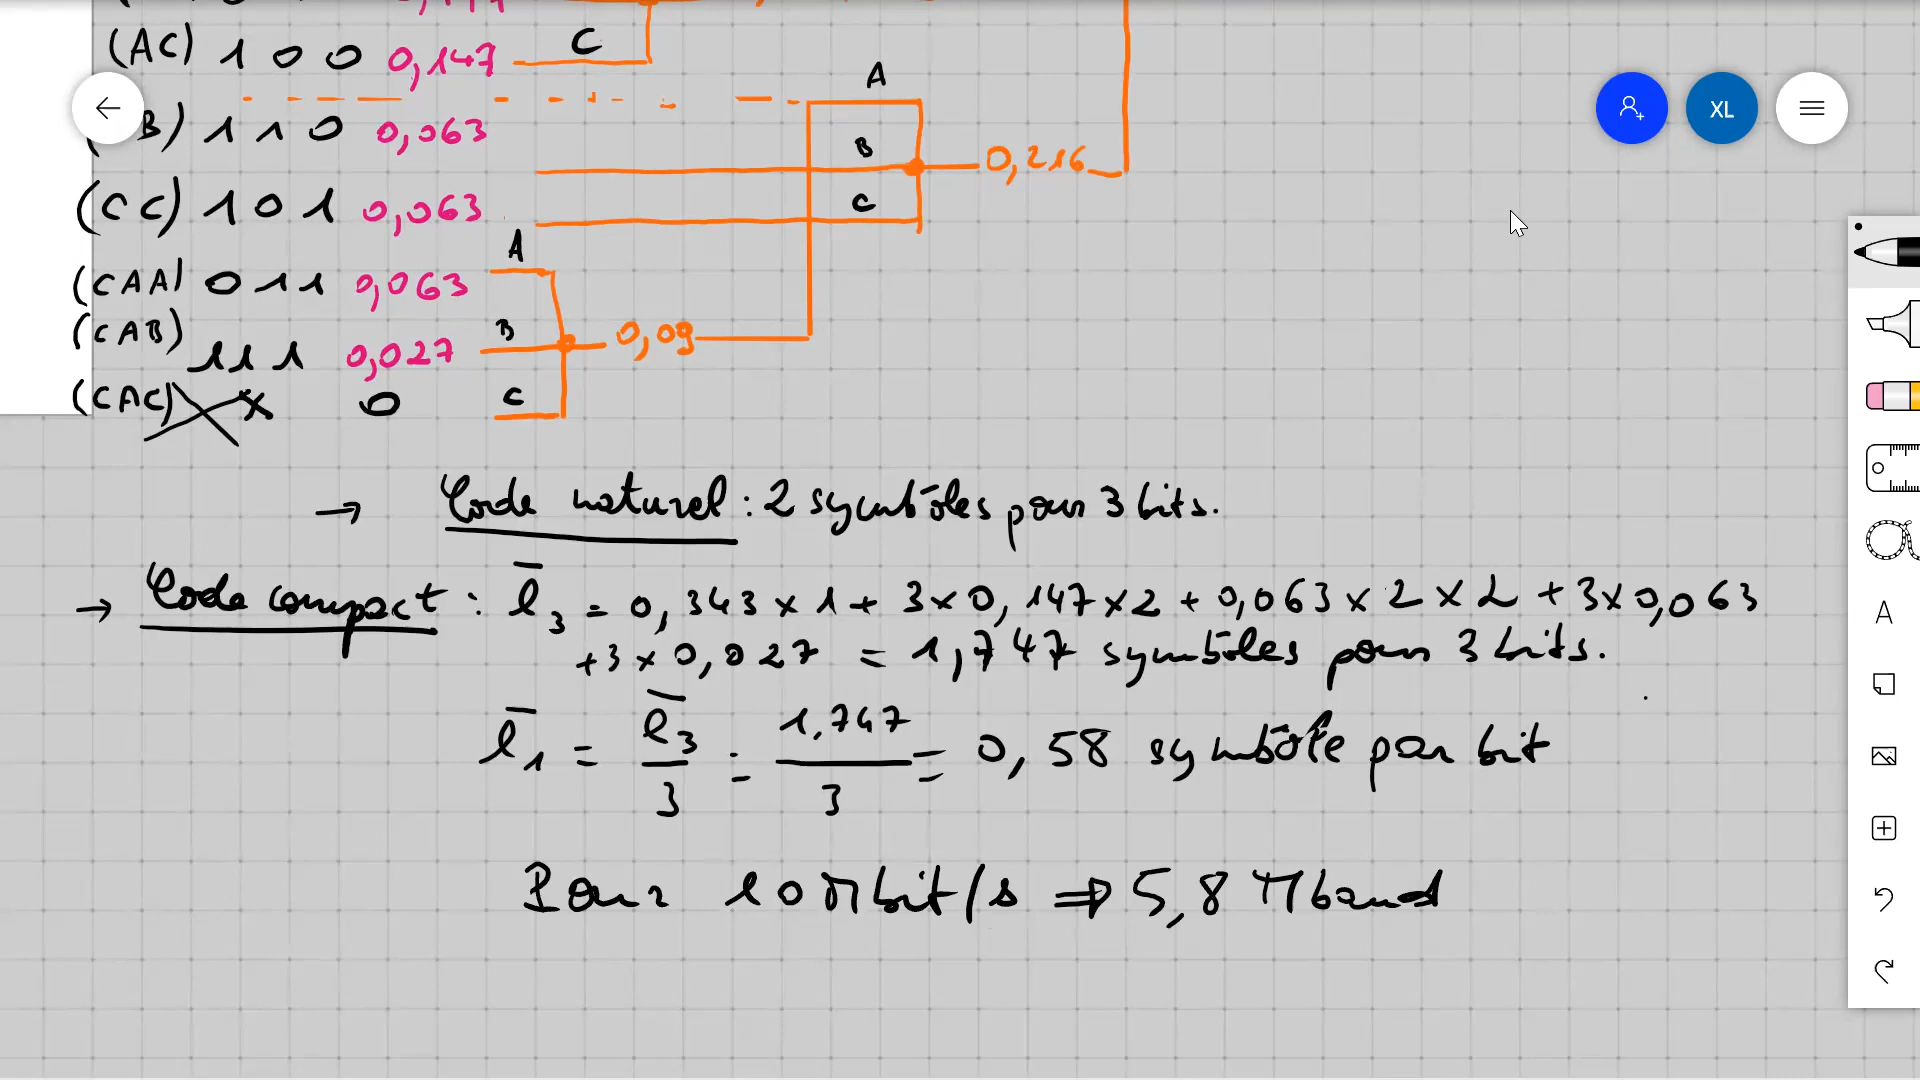 (AC) 1 0 0 0,147 C
A
B) 1 1 0 0,063 B 0,216
(CC) 1 0 1 0,063 C
A
(CAA) 0 1 1 0,063
(CAB) 1 1 1 0,027 B 0,09
(CAC) x 0 C
→ Code naturel : 2 symbôles pour 3 bits.
→ Code compact : l̄3 = 0,343 x 1 + 3 x 0,147 x 2 + 0,063 x 2 x 2 + 3 x 0,063
+ 3 x 0,027 = 1,747 symbôles pour 3 bits.
l̄1 = l̄3 / 3 = 1,747 / 3 = 0,58 symbôle par bit
Pour 10 Mbit/s ⇒ 5,8 Mbaud
XL
A